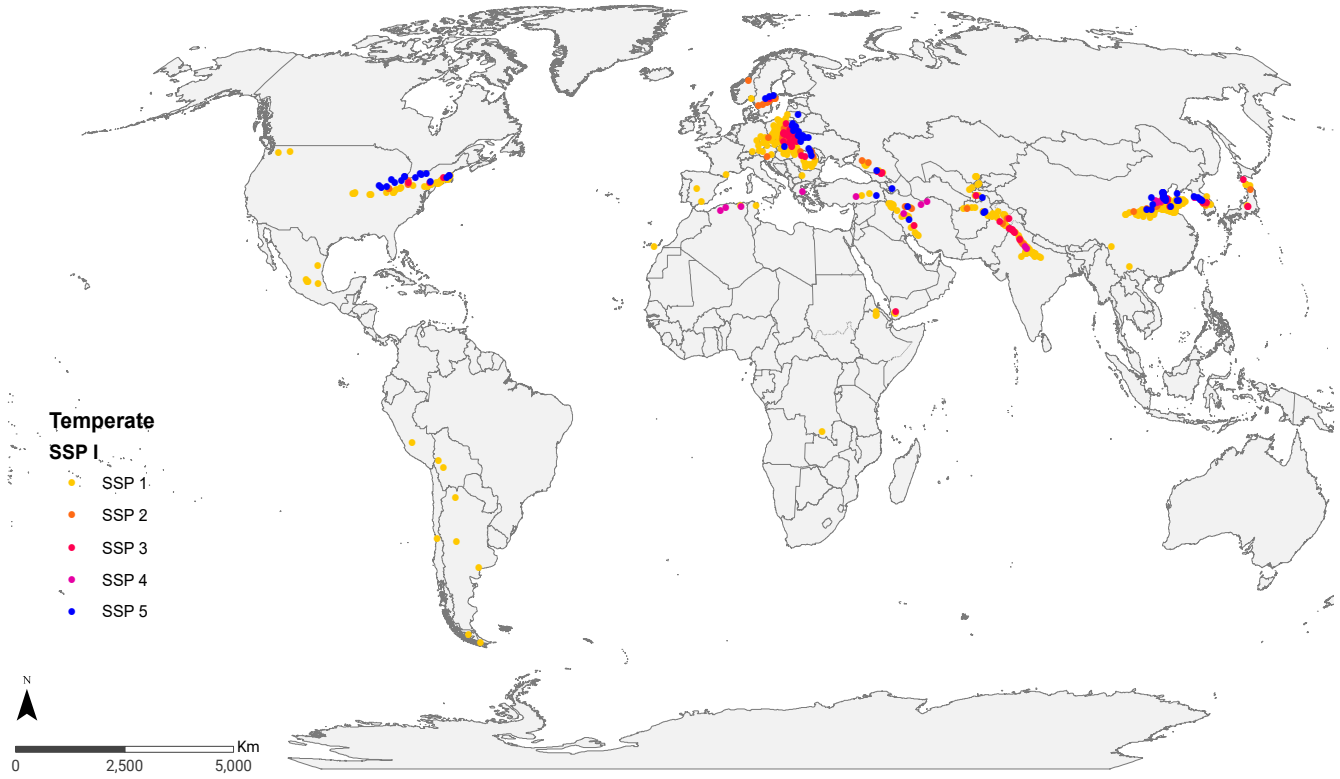 Temperate
SSP I
SSP 1
SSP 2
SSP 3
SSP 4
SSP 5
N
Km
0 2,500 5,000